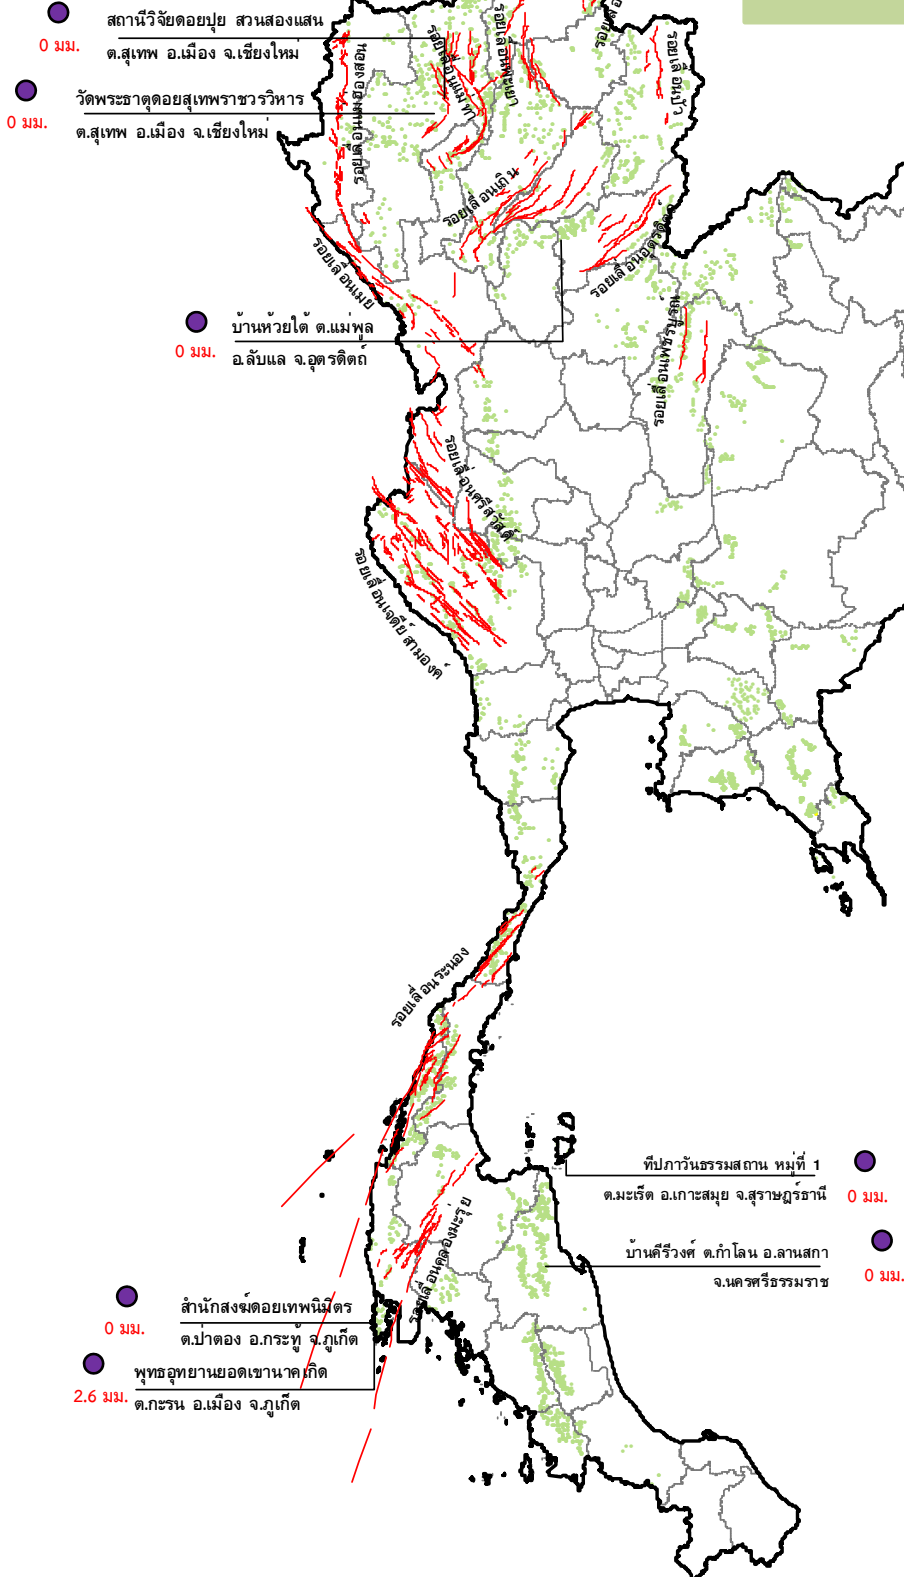 สถานีวิจัยดอยปุย สวนสองแสน
0 มม.
ต.สุเทพ อ.เมือง จ.เชียงใหม่
วัดพระธาตุดอยสุเทพราชวรวิหาร
0 มม.
ต.สุเทพ อ.เมือง จ.เชียงใหม่
รอยเลื่อนแม่ฮ่องสอน
รอยเลื่อนแม่ทา
รอยเลื่อนพะเยา
รอยเลื่อนปัว
รอยเลื่อนเถิน
รอยเลื่อนเมย
รอยเลื่อนอุตรดิตถ์
บ้านห้วยใต้ ต.แม่พูล
0 มม.
อ.ลับแล จ.อุตรดิตถ์
รอยเลื่อนเพชรบูรณ์
รอยเลื่อนศรีสวัสดิ์
รอยเลื่อนเจดีย์สามองค์
รอยเลื่อนระนอง
ทีปภาวันธรรมสถาน หมู่ที่ 1
ต.มะเร็ต อ.เกาะสมุย จ.สุราษฎร์ธานี
0 มม.
บ้านคีรีวงศ์ ต.กำโลน อ.ลานสกา
จ.นครศรีธรรมราช
0 มม.
รอยเลื่อนคลองมะรุ่ย
สำนักสงฆ์ดอยเทพนิมิตร
0 มม.
ต.ป่าตอง อ.กระทู้ จ.ภูเก็ต
พุทธอุทยานยอดเขานาคเกิด
2.6 มม.
ต.กะรน อ.เมือง จ.ภูเก็ต